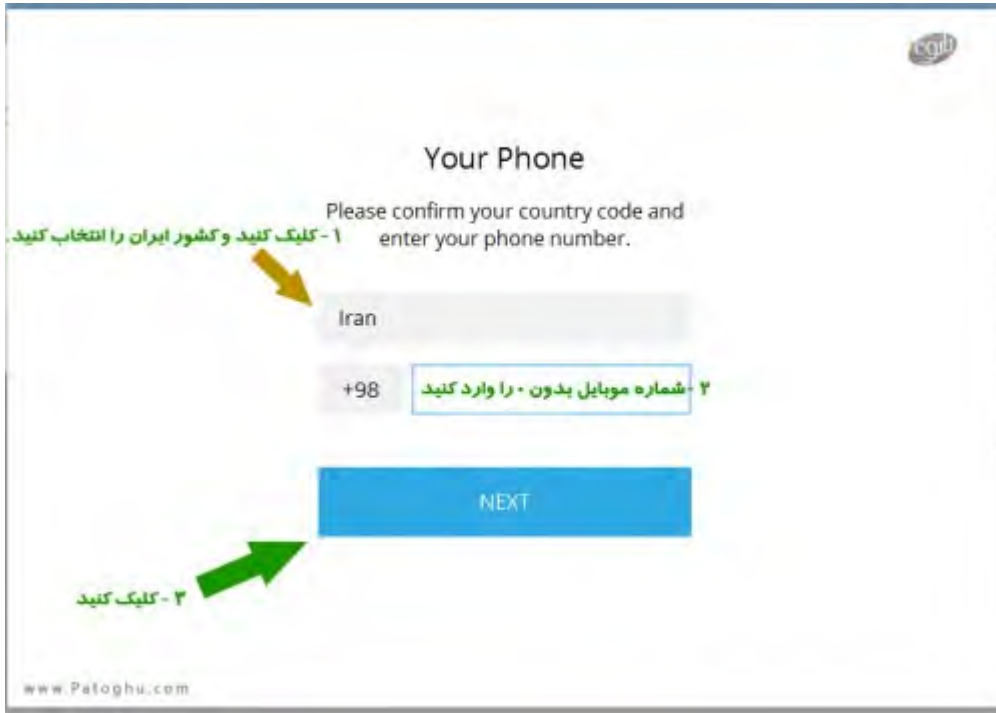 Your Phone
Please confirm your country code and
enter your phone number.
۱ - کلیک کنید و کشور ایران را انتخاب کنید.
Iran
+98
۲ - شماره موبایل بدون ۰ را وارد کنید
NEXT
۳ - کلیک کنید
www.Patoghu.com